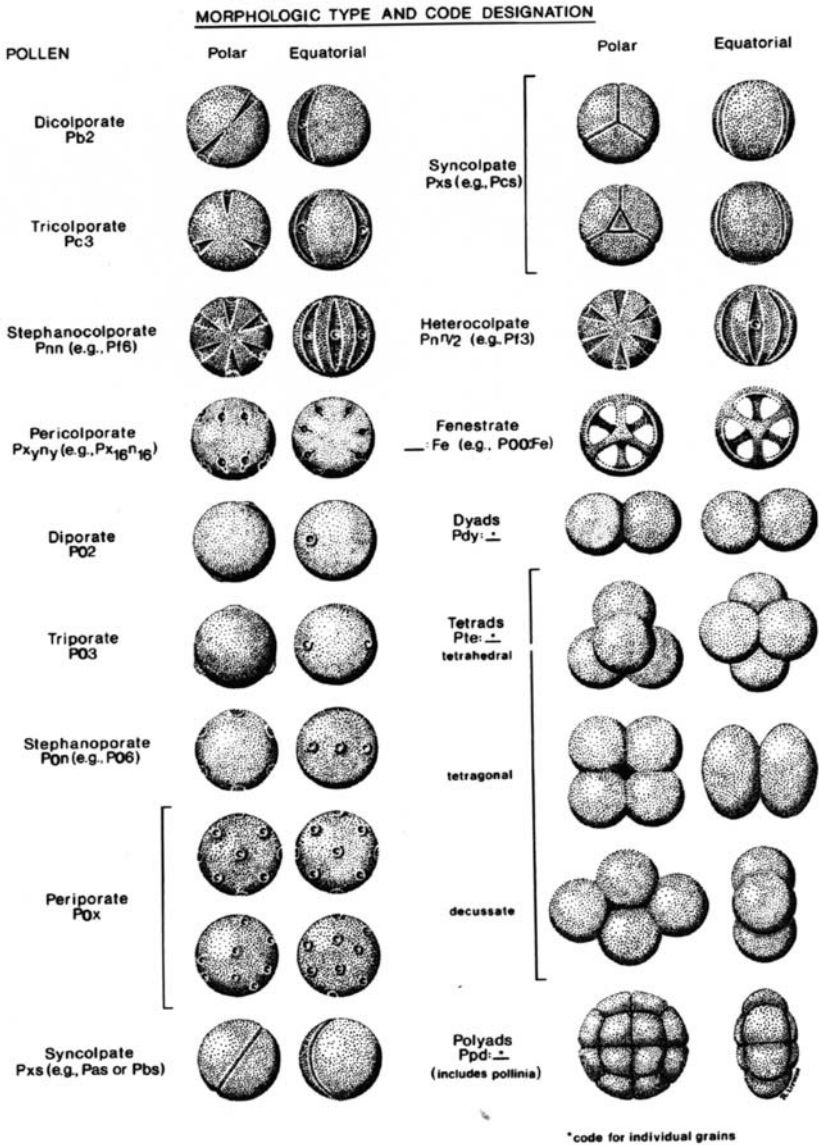 MORPHOLOGIC TYPE AND CODE DESIGNATION
POLLEN
Polar
Equatorial
Dicolporate
Pb2
Tricolporate
Pc3
Stephanocolporate
Pnn (e.g., Pf6)
Pericolporate
Pxyny (e.g., Px16n16)
Diporate
P02
Triporate
P03
Stephanoporate
P0n (e.g., P06)
Periporate
P0x
Syncolpate
Pxs (e.g., Pas or Pbs)
Polar
Equatorial
Syncolpate
Pxs (e.g., Pcs)
Heterocolpate
Pn n/2 (e.g., Pf3)
Fenestrate
__: Fe (e.g., P00:Fe)
Dyads
Pdy: *
Tetrads
Pte: *
tetrahedral
tetragonal
decussate
Polyads
Ppd: *
(includes pollinia)
*code for individual grains